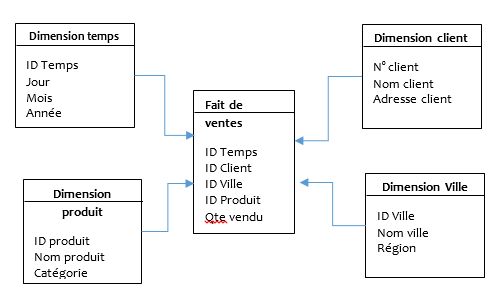 Dimension temps
ID Temps
Jour
Mois
Année
Dimension client
N° client
Nom client
Adresse client
Fait de
ventes
ID Temps
ID Client
ID Ville
ID Produit
Qte vendu
Dimension
produit
ID produit
Nom produit
Catégorie
Dimension Ville
ID Ville
Nom ville
Région